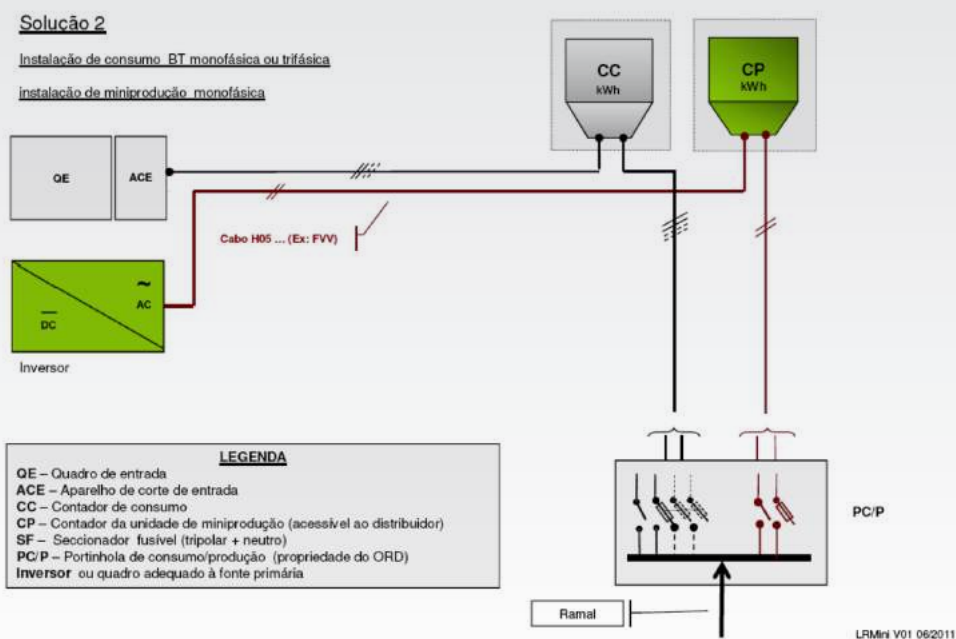 Solução 2
Instalação de consumo BT monofásica ou trifásica
instalação de miniprodução monofásica
CC
kWh
CP
kWh
QE
ACE
Cabo H05 ... (Ex: FVV)
~
AC
DC
Inversor
LEGENDA
QE – Quadro de entrada
ACE – Aparelho de corte de entrada
CC – Contador de consumo
CP – Contador da unidade de miniprodução (acessível ao distribuidor)
SF – Seccionador fusível (tripolar + neutro)
PC/P – Portinhola de consumo/produção (propriedade do ORD)
Inversor ou quadro adequado à fonte primária
PC/P
Ramal
LRMini V01 06/2011